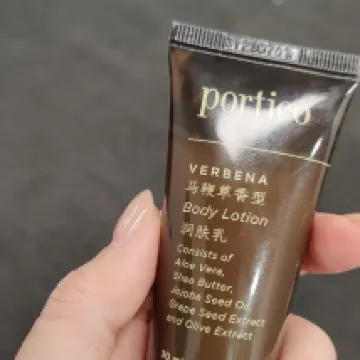 portico
VERBENA
马鞭草香型
Body Lotion
润肤乳
Consists of
Aloe Vera,
Shea Butter,
Jojoba Seed Oil,
Grape Seed Extract
and Olive Extract